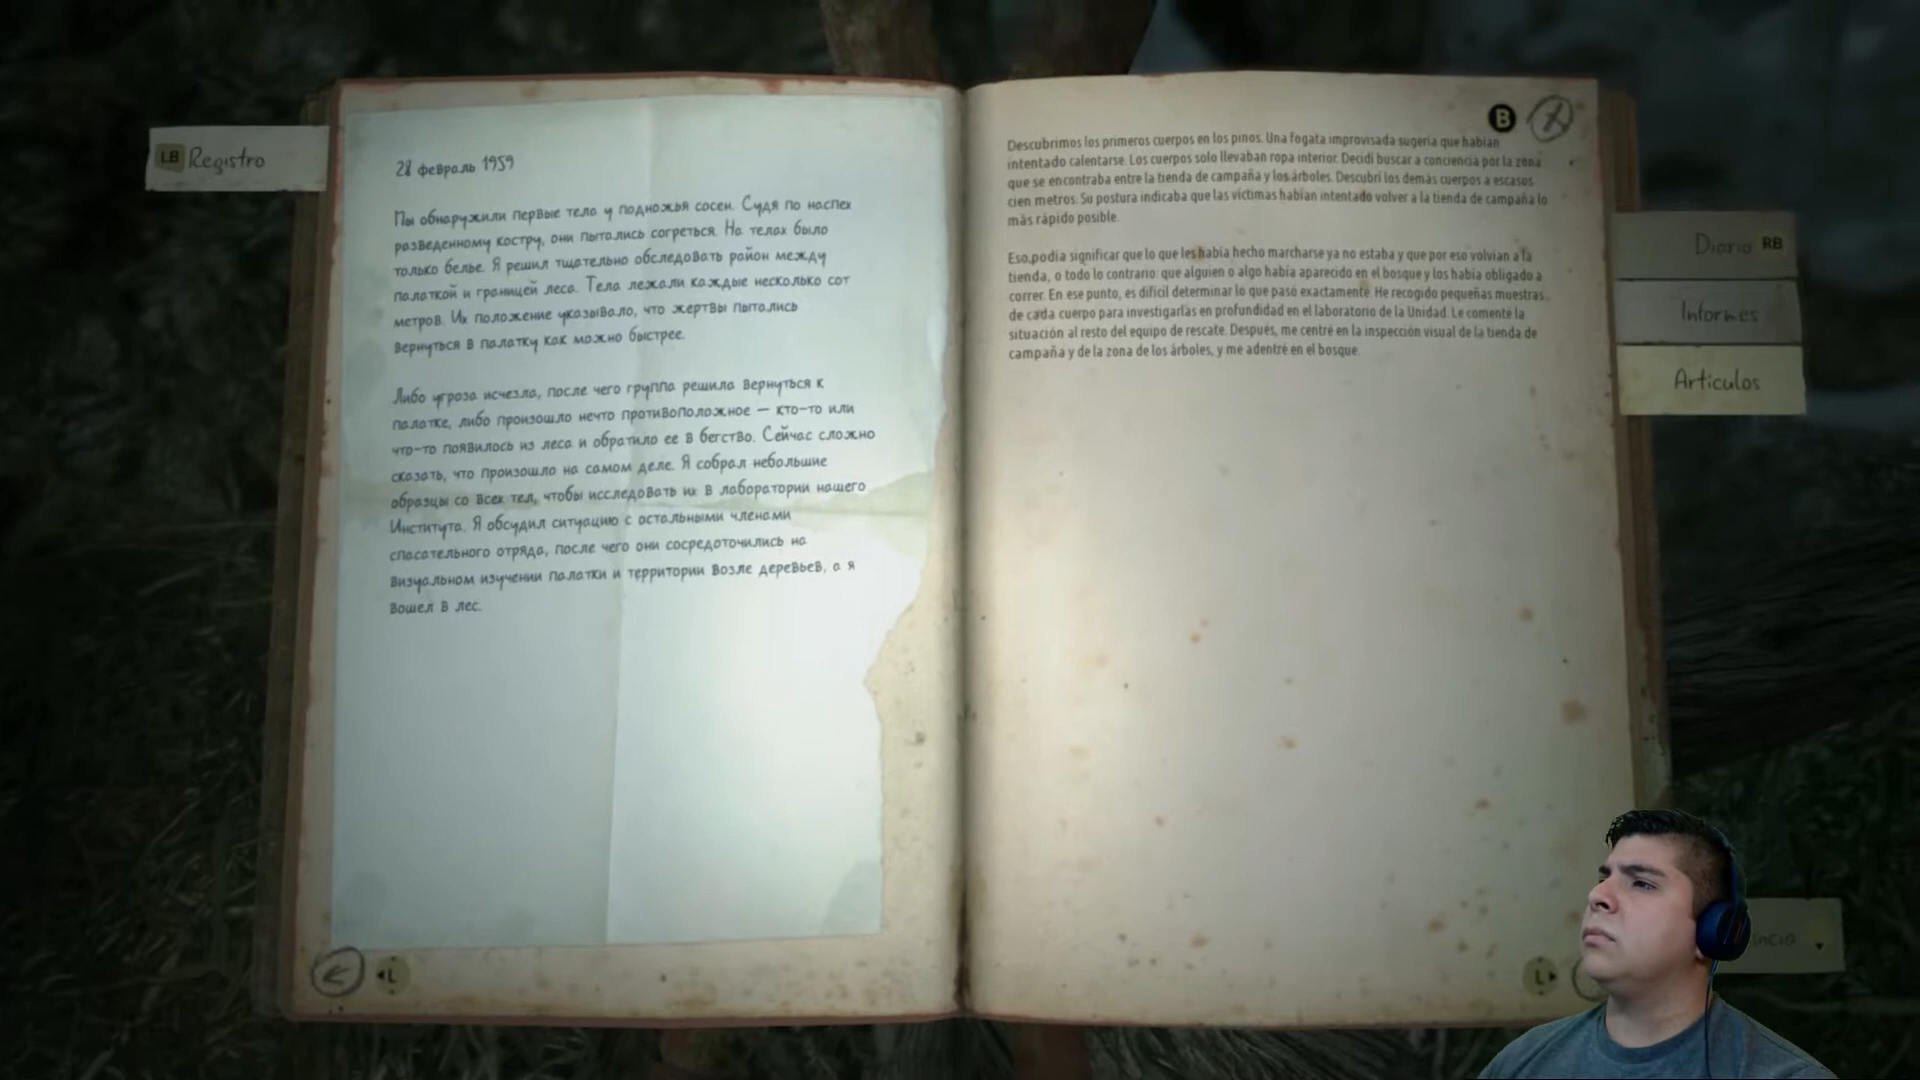 LB Registro
28 февраль 1959
Мы обнаружили первые тела у подножья сосен. Судя по наспех
разведенному костру, они пытались согреться. На телах было
только белье. Я решил тщательно обследовать район между
палаткой и границей леса. Тела лежали каждые несколько сот
метров. Их положение указывало, что жертвы пытались
вернуться в палатку как можно быстрее.
Либо угроза исчезла, после чего группа решила вернуться к
палатке, либо произошло нечто противоположное — кто-то или
что-то появилось из леса и обратило ее в бегство. Сейчас сложно
сказать, что произошло на самом деле. Я собрал небольшие
образцы со всех тел, чтобы исследовать их в лаборатории нашего
Института. Я обсудил ситуацию с остальными членами
спасательного отряда, после чего они сосредоточились на
визуальном изучении палатки и территории возле деревьев, а я
вошел в лес.
L
B
Descubrimos los primeros cuerpos en los pinos. Una fogata improvisada sugería que habían
intentado calentarse. Los cuerpos solo llevaban ropa interior. Decidí buscar a conciencia por la zona
que se encontraba entre la tienda de campaña y los árboles. Descubrí los demás cuerpos a escasos
cien metros. Su postura indicaba que las víctimas habían intentado volver a la tienda de campaña lo
más rápido posible.
Eso podía significar que lo que les había hecho marcharse ya no estaba y que por eso volvían a la
tienda, o todo lo contrario: que alguien o algo había aparecido en el bosque y los había obligado a
correr. En ese punto, es difícil determinar lo que pasó exactamente. He recogido pequeñas muestras
de cada cuerpo para investigarlas en profundidad en el laboratorio de la Unidad. Le comenté la
situación al resto del equipo de rescate. Después, me centré en la inspección visual de la tienda de
campaña y de la zona de los árboles, y me adentré en el bosque.
L
Diario RB
Informes
Artículos